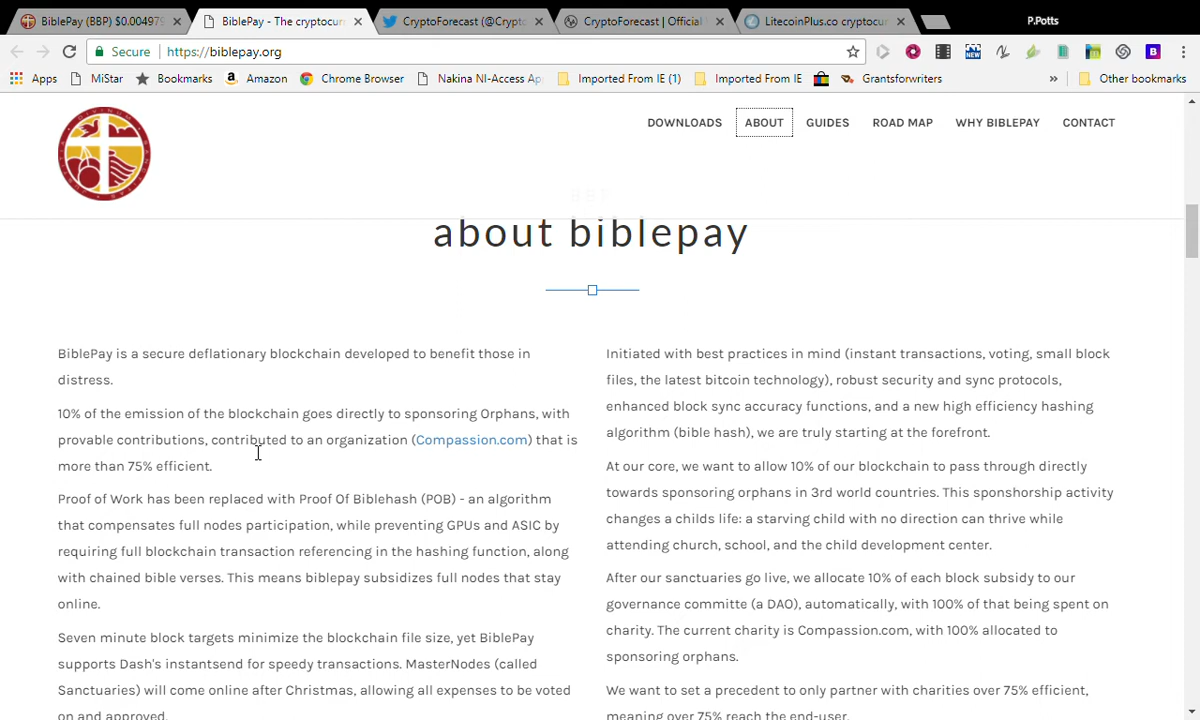 BiblePay (BBP) $0.004979
BiblePay - The cryptocurr
CryptoForecast (@Crypto
CryptoForecast | Official
LitecoinPlus.co cryptocu
P.Potts
Secure
https://biblepay.org
Apps
MiStar
Bookmarks
Amazon
Chrome Browser
Nakina NI-Access Ap
Imported From IE (1)
Imported From IE
Grantsforwriters
»
Other bookmarks
DOWNLOADS
ABOUT
GUIDES
ROAD MAP
WHY BIBLEPAY
CONTACT
about biblepay
BiblePay is a secure deflationary blockchain developed to benefit those in
distress.
10% of the emission of the blockchain goes directly to sponsoring Orphans, with
provable contributions, contributed to an organization (Compassion.com) that is
more than 75% efficient.
Proof of Work has been replaced with Proof Of Biblehash (POB) - an algorithm
that compensates full nodes participation, while preventing GPUs and ASIC by
requiring full blockchain transaction referencing in the hashing function, along
with chained bible verses. This means biblepay subsidizes full nodes that stay
online.
Seven minute block targets minimize the blockchain file size, yet BiblePay
supports Dash's instantsend for speedy transactions. MasterNodes (called
Sanctuaries) will come online after Christmas, allowing all expenses to be voted
on and approved.
Initiated with best practices in mind (instant transactions, voting, small block
files, the latest bitcoin technology), robust security and sync protocols,
enhanced block sync accuracy functions, and a new high efficiency hashing
algorithm (bible hash), we are truly starting at the forefront.
At our core, we want to allow 10% of our blockchain to pass through directly
towards sponsoring orphans in 3rd world countries. This sponshorship activity
changes a childs life: a starving child with no direction can thrive while
attending church, school, and the child development center.
After our sanctuaries go live, we allocate 10% of each block subsidy to our
governance committe (a DAO), automatically, with 100% of that being spent on
charity. The current charity is Compassion.com, with 100% allocated to
sponsoring orphans.
We want to set a precedent to only partner with charities over 75% efficient,
meaning over 75% reach the end-user.